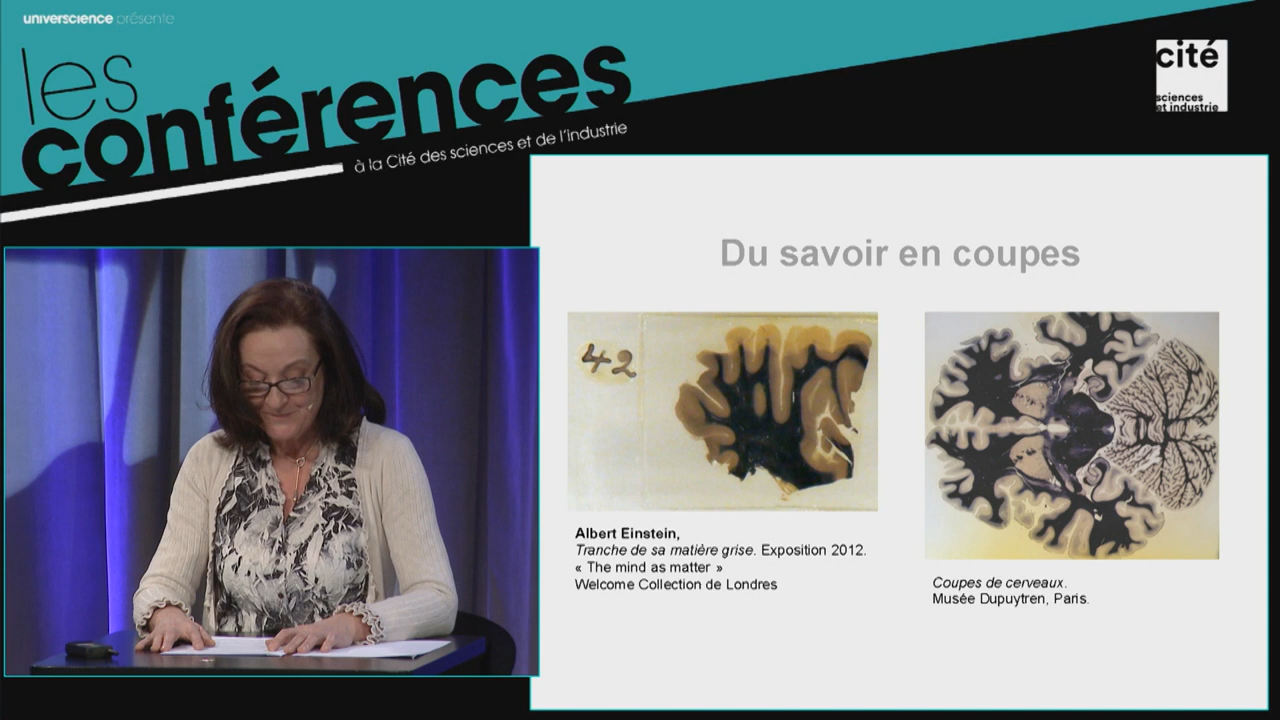 universcience présente
les
conférences
à la Cité des sciences et de l'industrie
cité
sciences
et industrie
Du savoir en coupes
42
Albert Einstein,
Tranche de sa matière grise. Exposition 2012.
« The mind as matter »
Welcome Collection de Londres
Coupes de cerveaux.
Musée Dupuytren, Paris.